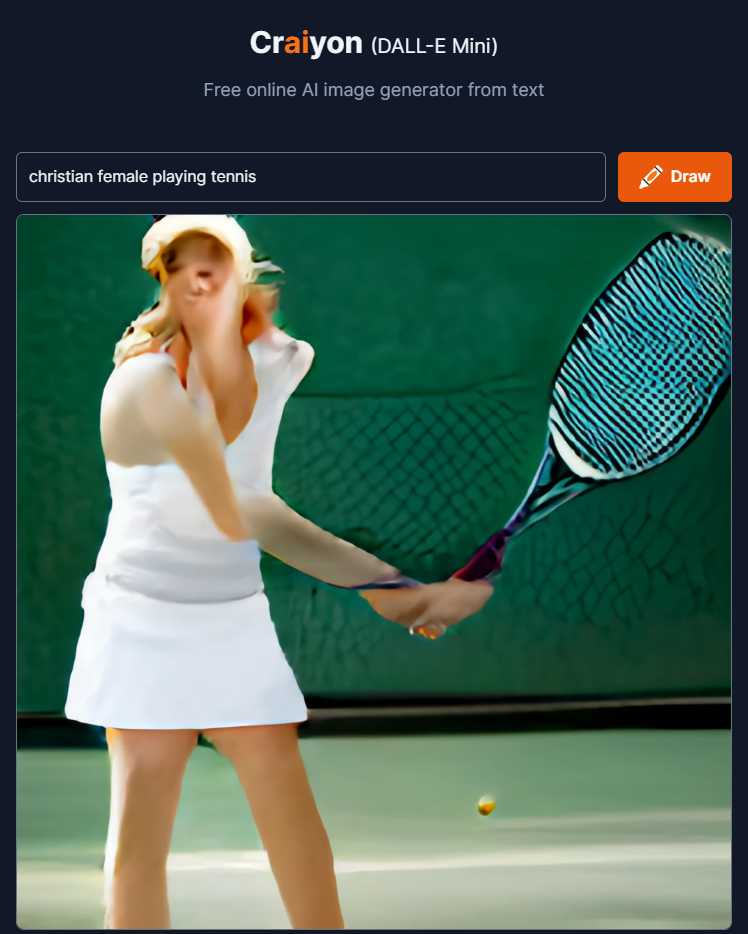 Craiyon (DALL-E Mini)
Free online AI image generator from text
christian female playing tennis
Draw